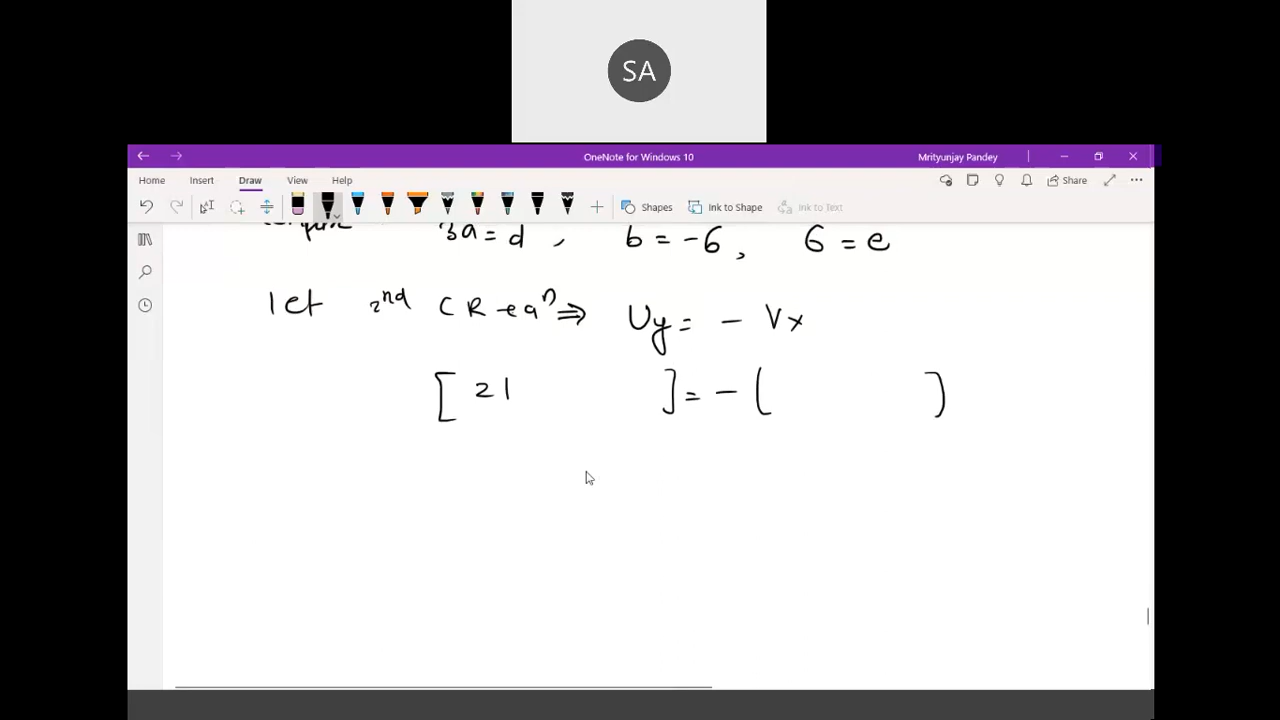 SA
OneNote for Windows 10 Mrityunjay Pandey
Home Insert Draw View Help Share
Shapes Ink to Shape Ink to Text
3a = d , b = -6, 6 = e
let 2nd CR-eqn ⇒ Uy = - Vx
[ 21 ] = - ( )